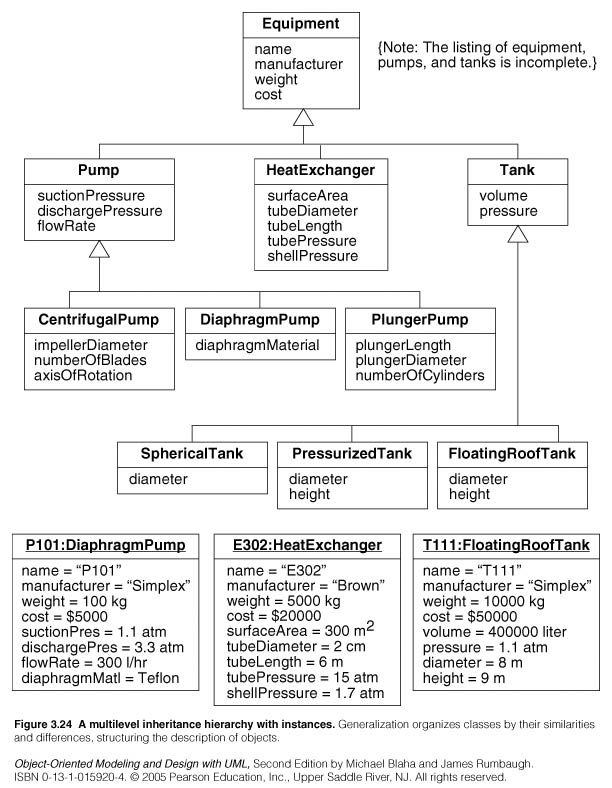 Equipment
name
manufacturer
weight
cost
{Note: The listing of equipment,
pumps, and tanks is incomplete.}
Pump
suctionPressure
dischargePressure
flowRate
HeatExchanger
surfaceArea
tubeDiameter
tubeLength
tubePressure
shellPressure
Tank
volume
pressure
CentrifugalPump
impellerDiameter
numberOfBlades
axisOfRotation
DiaphragmPump
diaphragmMaterial
PlungerPump
plungerLength
plungerDiameter
numberOfCylinders
SphericalTank
diameter
PressurizedTank
diameter
height
FloatingRoofTank
diameter
height
P101:DiaphragmPump
name = “P101”
manufacturer = “Simplex”
weight = 100 kg
cost = $5000
suctionPres = 1.1 atm
dischargePres = 3.3 atm
flowRate = 300 l/hr
diaphragmMatl = Teflon
E302:HeatExchanger
name = “E302”
manufacturer = “Brown”
weight = 5000 kg
cost = $20000
surfaceArea = 300 m²
tubeDiameter = 2 cm
tubeLength = 6 m
tubePressure = 15 atm
shellPressure = 1.7 atm
T111:FloatingRoofTank
name = “T111”
manufacturer = “Simplex”
weight = 10000 kg
cost = $50000
volume = 400000 liter
pressure = 1.1 atm
diameter = 8 m
height = 9 m
Figure 3.24 A multilevel inheritance hierarchy with instances. Generalization organizes classes by their similarities
and differences, structuring the description of objects.
Object-Oriented Modeling and Design with UML, Second Edition by Michael Blaha and James Rumbaugh.
ISBN 0-13-1-015920-4. © 2005 Pearson Education, Inc., Upper Saddle River, NJ. All rights reserved.